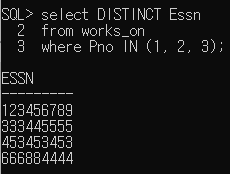 SQL> select DISTINCT Essn
2 from works_on
3 where Pno IN (1, 2, 3);
ESSN
---------
123456789
333445555
453453453
666884444